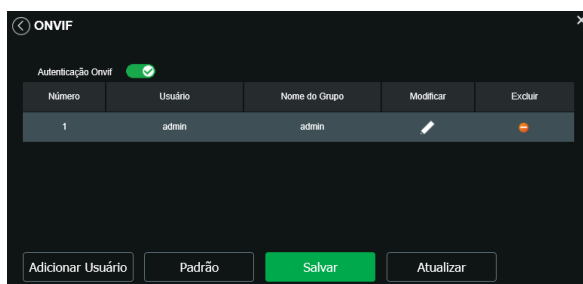 ONVIF
Autenticação Onvif
Número Usuário Nome do Grupo Modificar Excluir
1 admin admin
Adicionar Usuário Padrão Salvar Atualizar